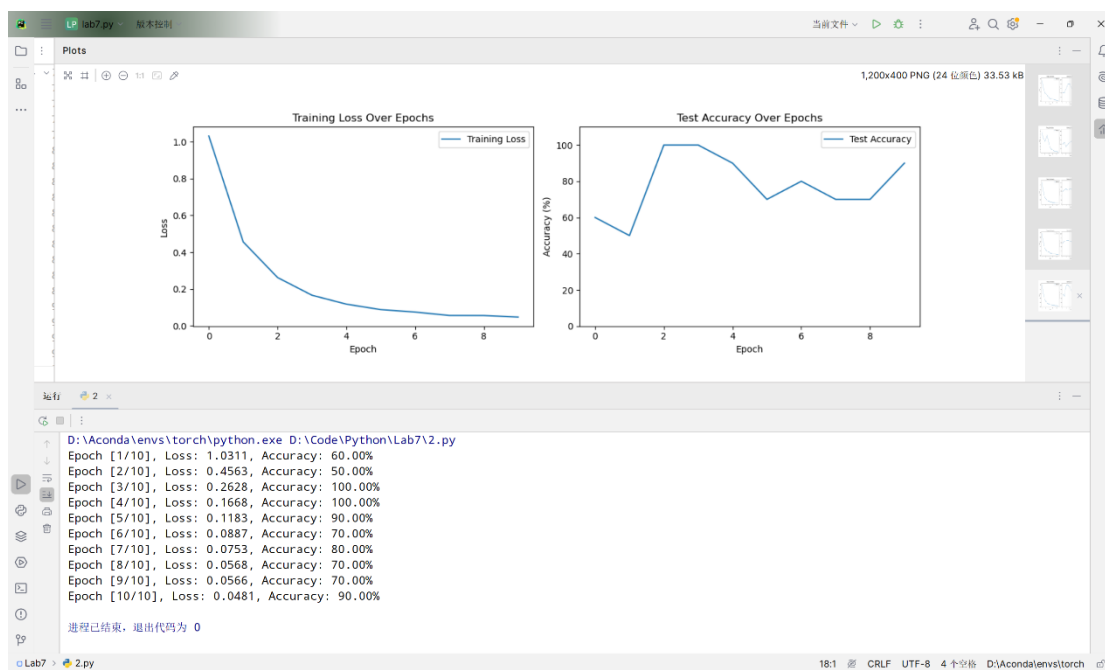 LP lab7.py 版本控制 当前文件
Plots
1:1 1,200x400 PNG (24 位颜色) 33.53 kB
Training Loss Over Epochs
Training Loss
1.0
0.8
0.6
0.4
0.2
0.0
Loss
0 2 4 6 8
Epoch
Test Accuracy Over Epochs
Test Accuracy
100
80
60
40
20
0
Accuracy (%)
0 2 4 6 8
Epoch
运行 2
D:\Aconda\envs\torch\python.exe D:\Code\Python\Lab7\2.py
Epoch [1/10], Loss: 1.0311, Accuracy: 60.00%
Epoch [2/10], Loss: 0.4563, Accuracy: 50.00%
Epoch [3/10], Loss: 0.2628, Accuracy: 100.00%
Epoch [4/10], Loss: 0.1668, Accuracy: 100.00%
Epoch [5/10], Loss: 0.1183, Accuracy: 90.00%
Epoch [6/10], Loss: 0.0887, Accuracy: 70.00%
Epoch [7/10], Loss: 0.0753, Accuracy: 80.00%
Epoch [8/10], Loss: 0.0568, Accuracy: 70.00%
Epoch [9/10], Loss: 0.0566, Accuracy: 70.00%
Epoch [10/10], Loss: 0.0481, Accuracy: 90.00%
进程已结束，退出代码为 0
Lab7 > 2.py 18:1 CRLF UTF-8 4 个空格 D:\Aconda\envs\torch